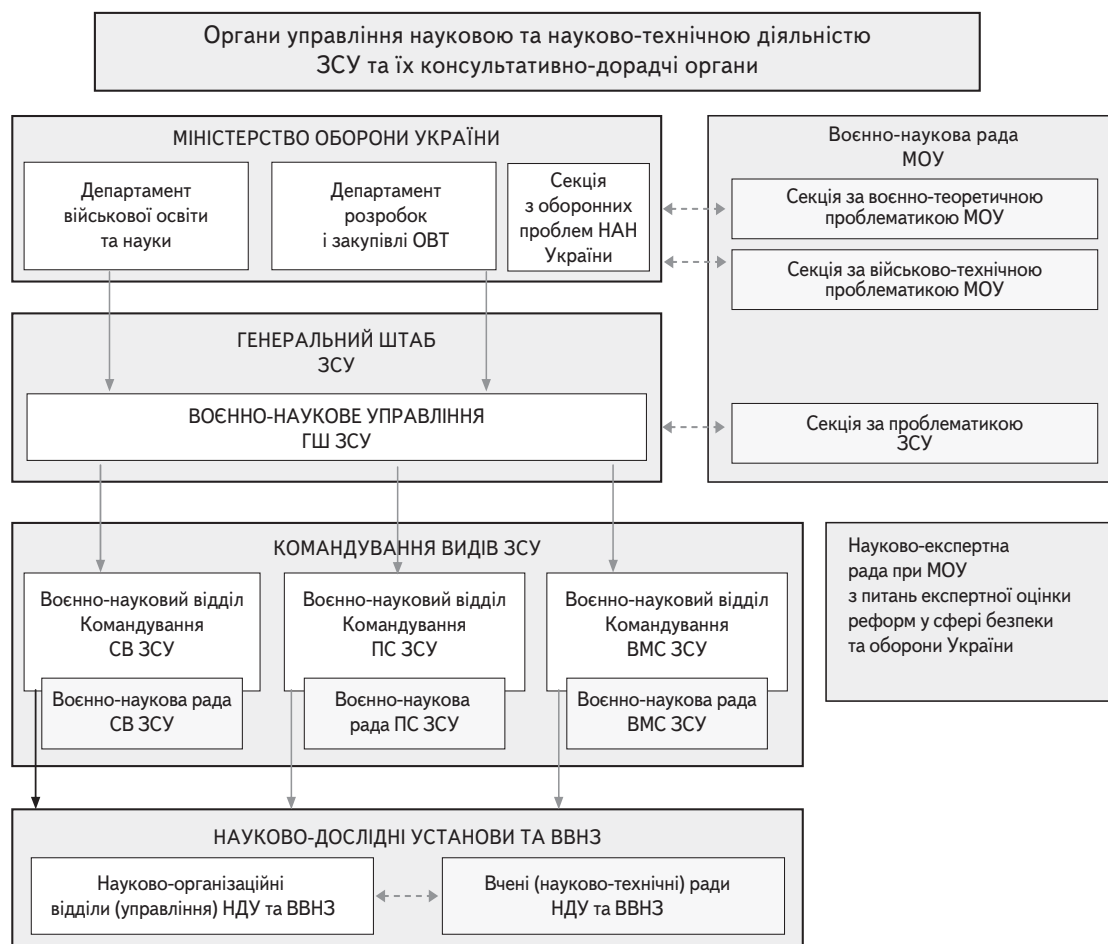 Органи управління науковою та науково-технічною діяльністю
ЗСУ та їх консультативно-дорадчі органи
МІНІСТЕРСТВО ОБОРОНИ УКРАЇНИ
Департамент
військової освіти
та науки
Департамент
розробок
і закупівлі ОВТ
Секція
з оборонних
проблем НАН
України
Воєнно-наукова рада
МОУ
Секція за воєнно-теоретичною
проблематикою МОУ
Секція за військово-технічною
проблематикою МОУ
Секція за проблематикою
ЗСУ
ГЕНЕРАЛЬНИЙ ШТАБ
ЗСУ
ВОЄННО-НАУКОВЕ УПРАВЛІННЯ
ГШ ЗСУ
КОМАНДУВАННЯ ВИДІВ ЗСУ
Воєнно-науковий відділ
Командування
СВ ЗСУ
Воєнно-наукова рада
СВ ЗСУ
Воєнно-науковий відділ
Командування
ПС ЗСУ
Воєнно-наукова
рада ПС ЗСУ
Воєнно-науковий відділ
Командування
ВМС ЗСУ
Воєнно-наукова рада
ВМС ЗСУ
Науково-експертна
рада при МОУ
з питань експертної оцінки
реформ у сфері безпеки
та оборони України
НАУКОВО-ДОСЛІДНІ УСТАНОВИ ТА ВВНЗ
Науково-організаційні
відділи (управління) НДУ та ВВНЗ
Вчені (науково-технічні) ради
НДУ та ВВНЗ